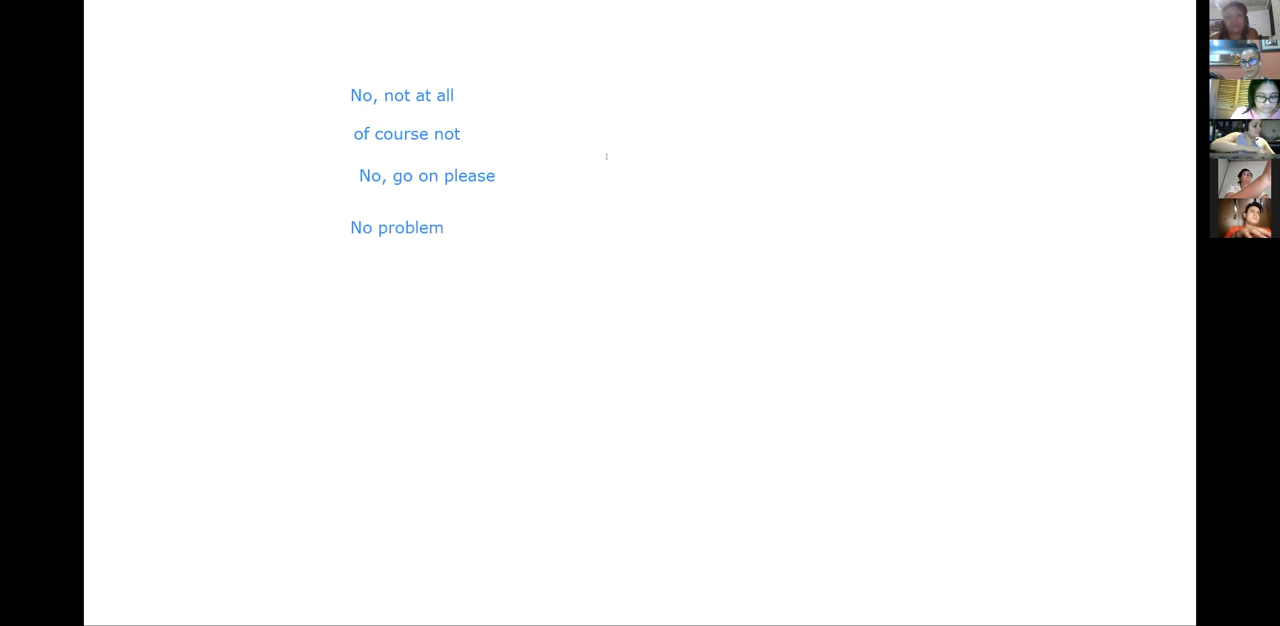 No, not at all
of course not
No, go on please
No problem